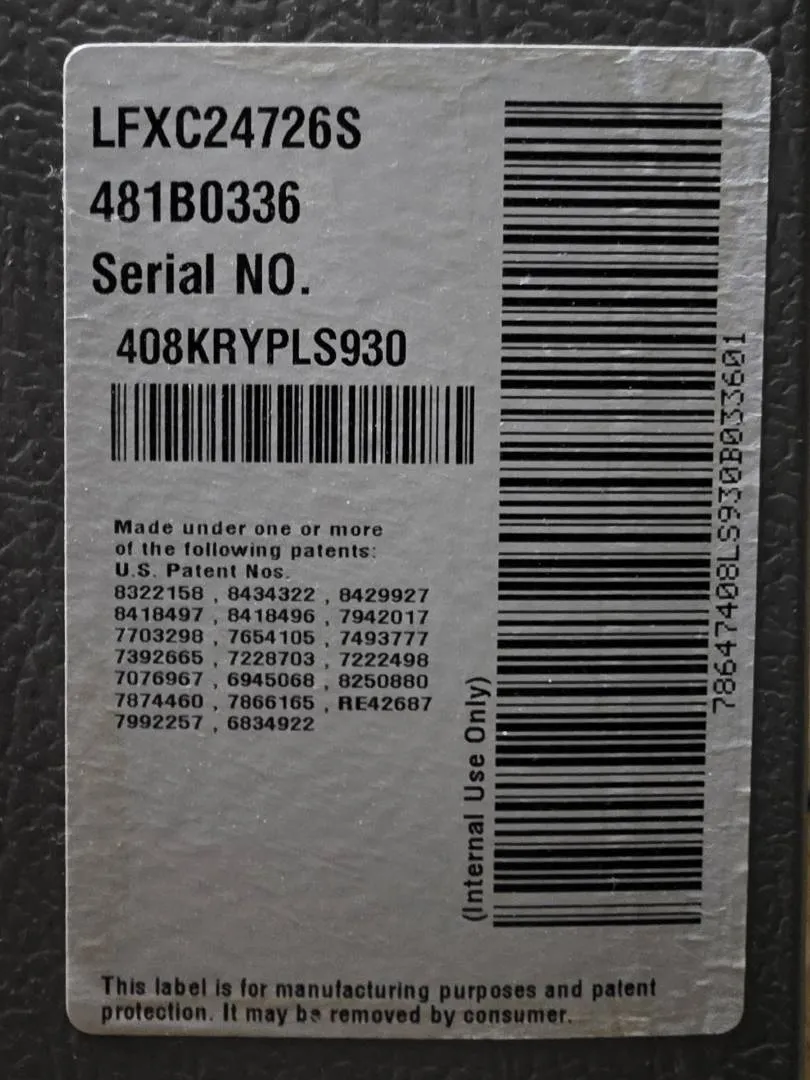 LFXC24726S
481B0336
Serial NO.
408KRYPLS930
Made under one or more
of the following patents:
U.S. Patent Nos.
8322158 , 8434322 , 8429927
8418497 , 8418496 , 7942017
7703298 , 7654105 , 7493777
7392665 , 7228703 , 7222498
7076967 , 6945068 , 8250880
7874460 , 7866165 , RE42687
7992257 , 6834922
(Internal Use Only)
78647408LS930B033601
This label is for manufacturing purposes and patent
protection. It may be removed by consumer.